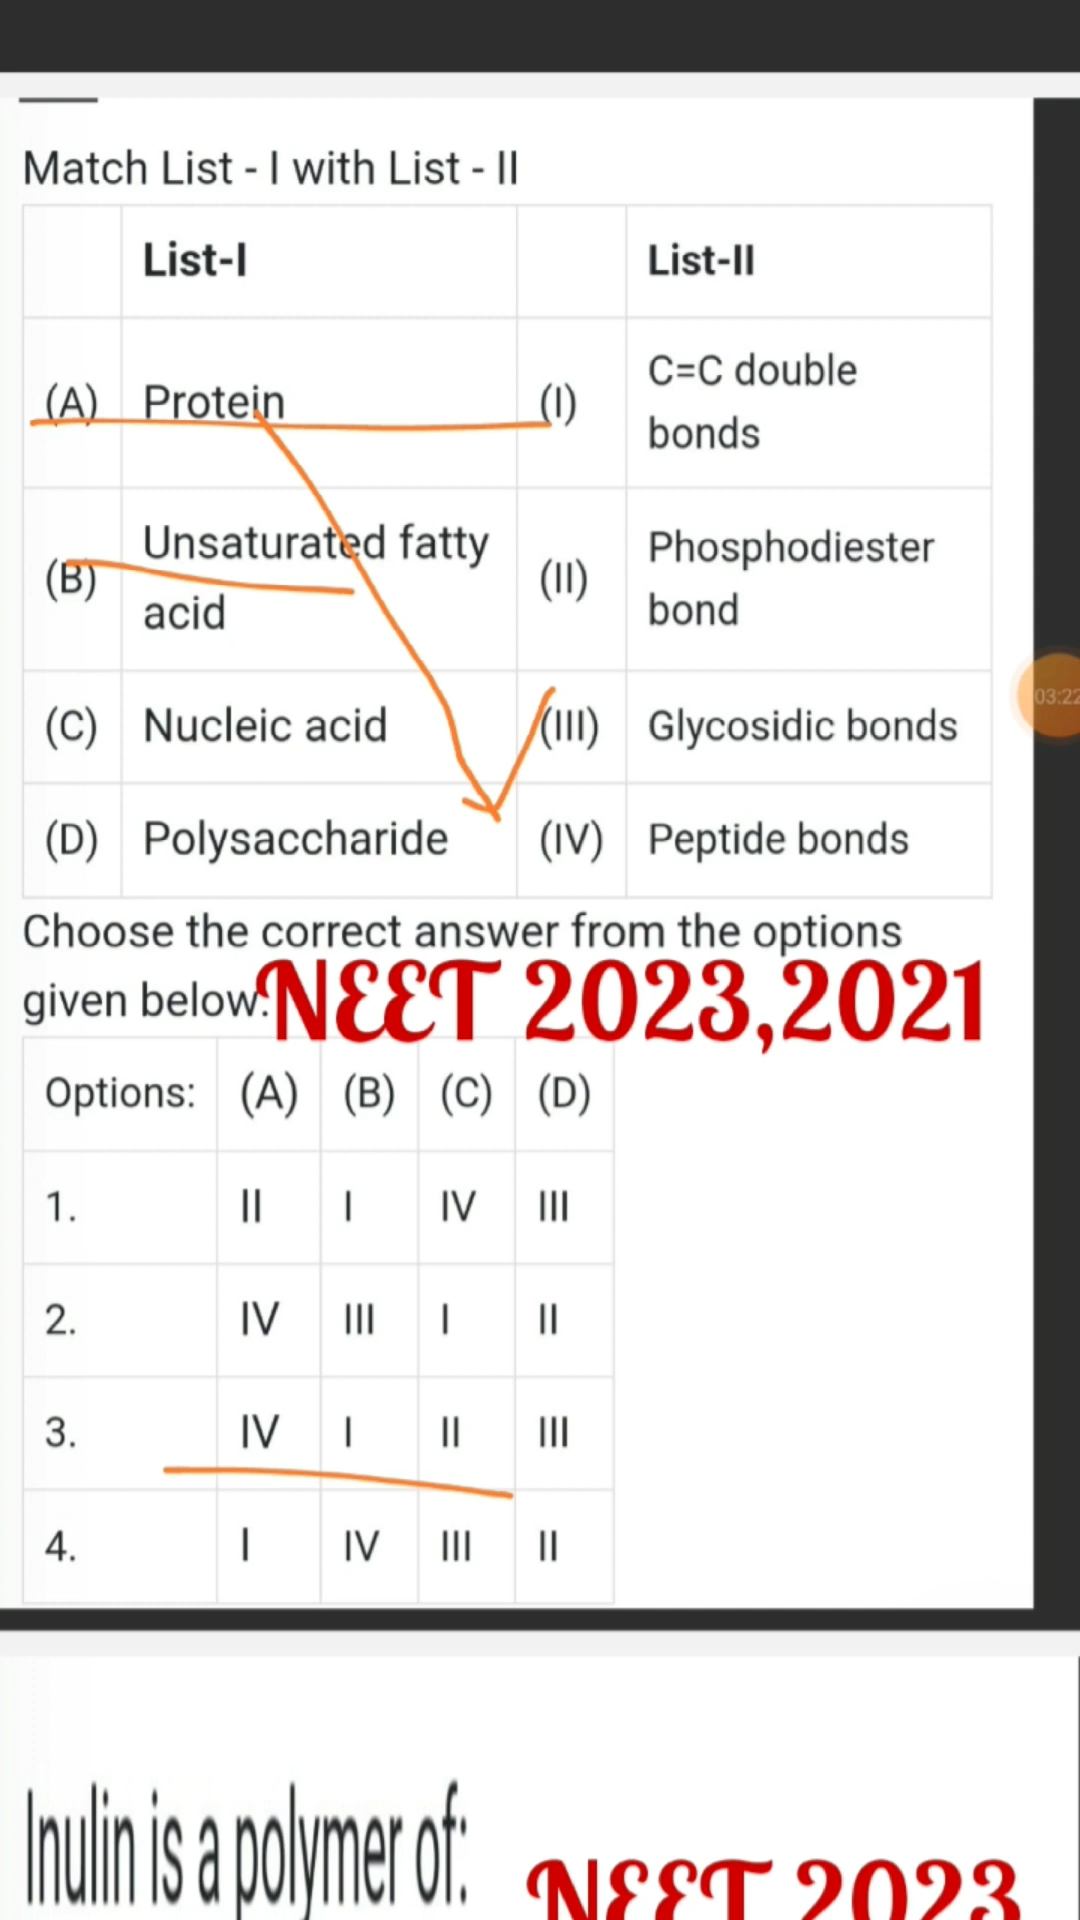 Match List - I with List - II
List-I List-II
(A) Protein (I) C=C double bonds
(B) Unsaturated fatty acid (II) Phosphodiester bond
(C) Nucleic acid (III) Glycosidic bonds
(D) Polysaccharide (IV) Peptide bonds
Choose the correct answer from the options
given below:
NEET 2023,2021
Options: (A) (B) (C) (D)
1. II I IV III
2. IV III I II
3. IV I II III
4. I IV III II
03:22
Inulin is a polymer of:
NEET 2023